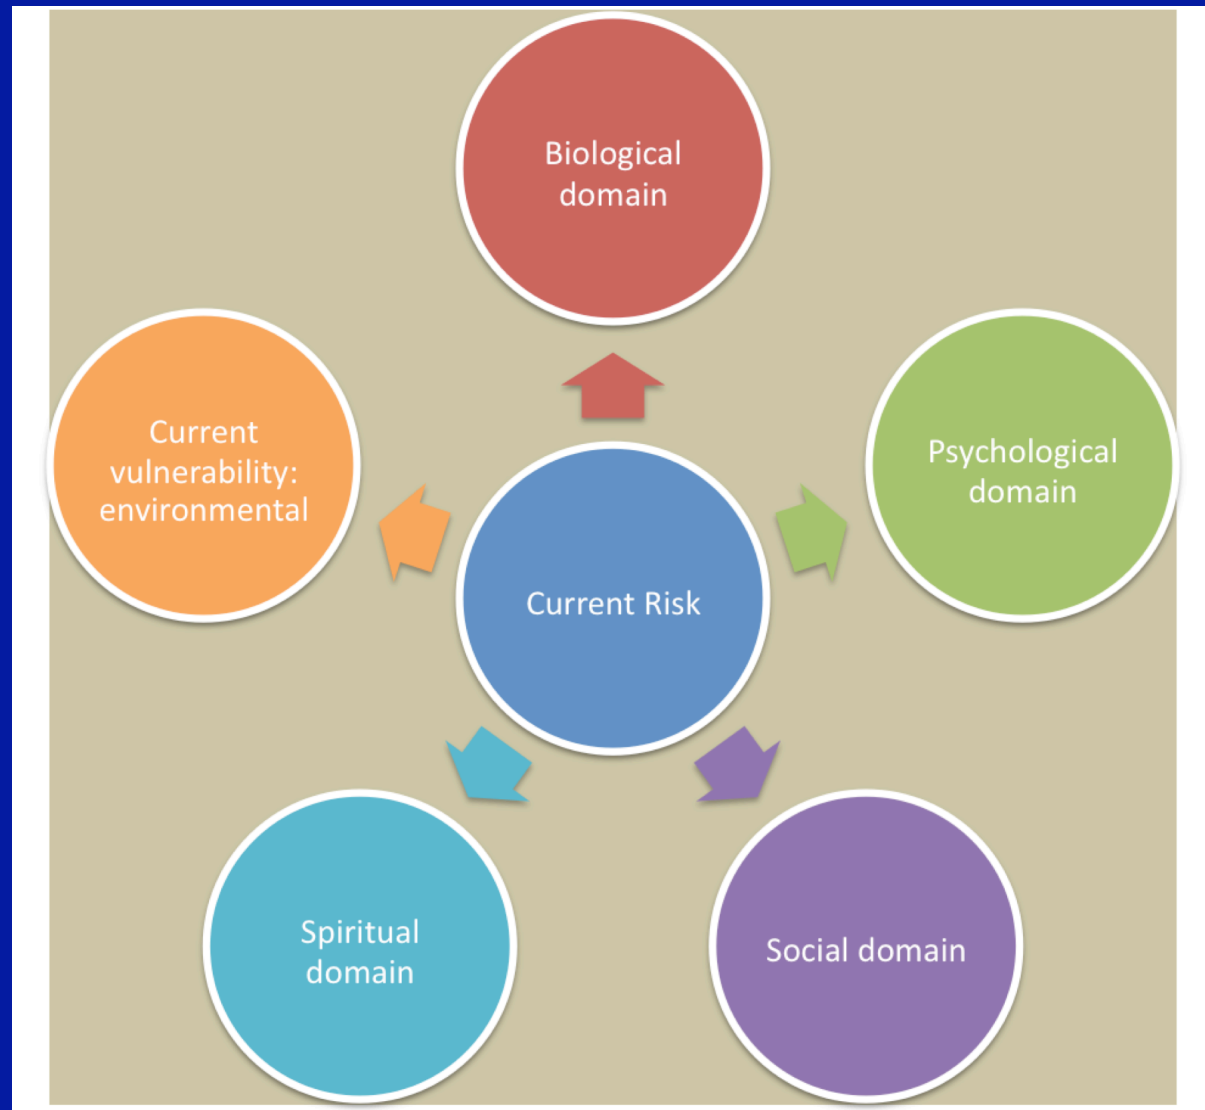 Biological
domain
Current
vulnerability:
environmental
Psychological
domain
Current Risk
Spiritual
domain
Social domain